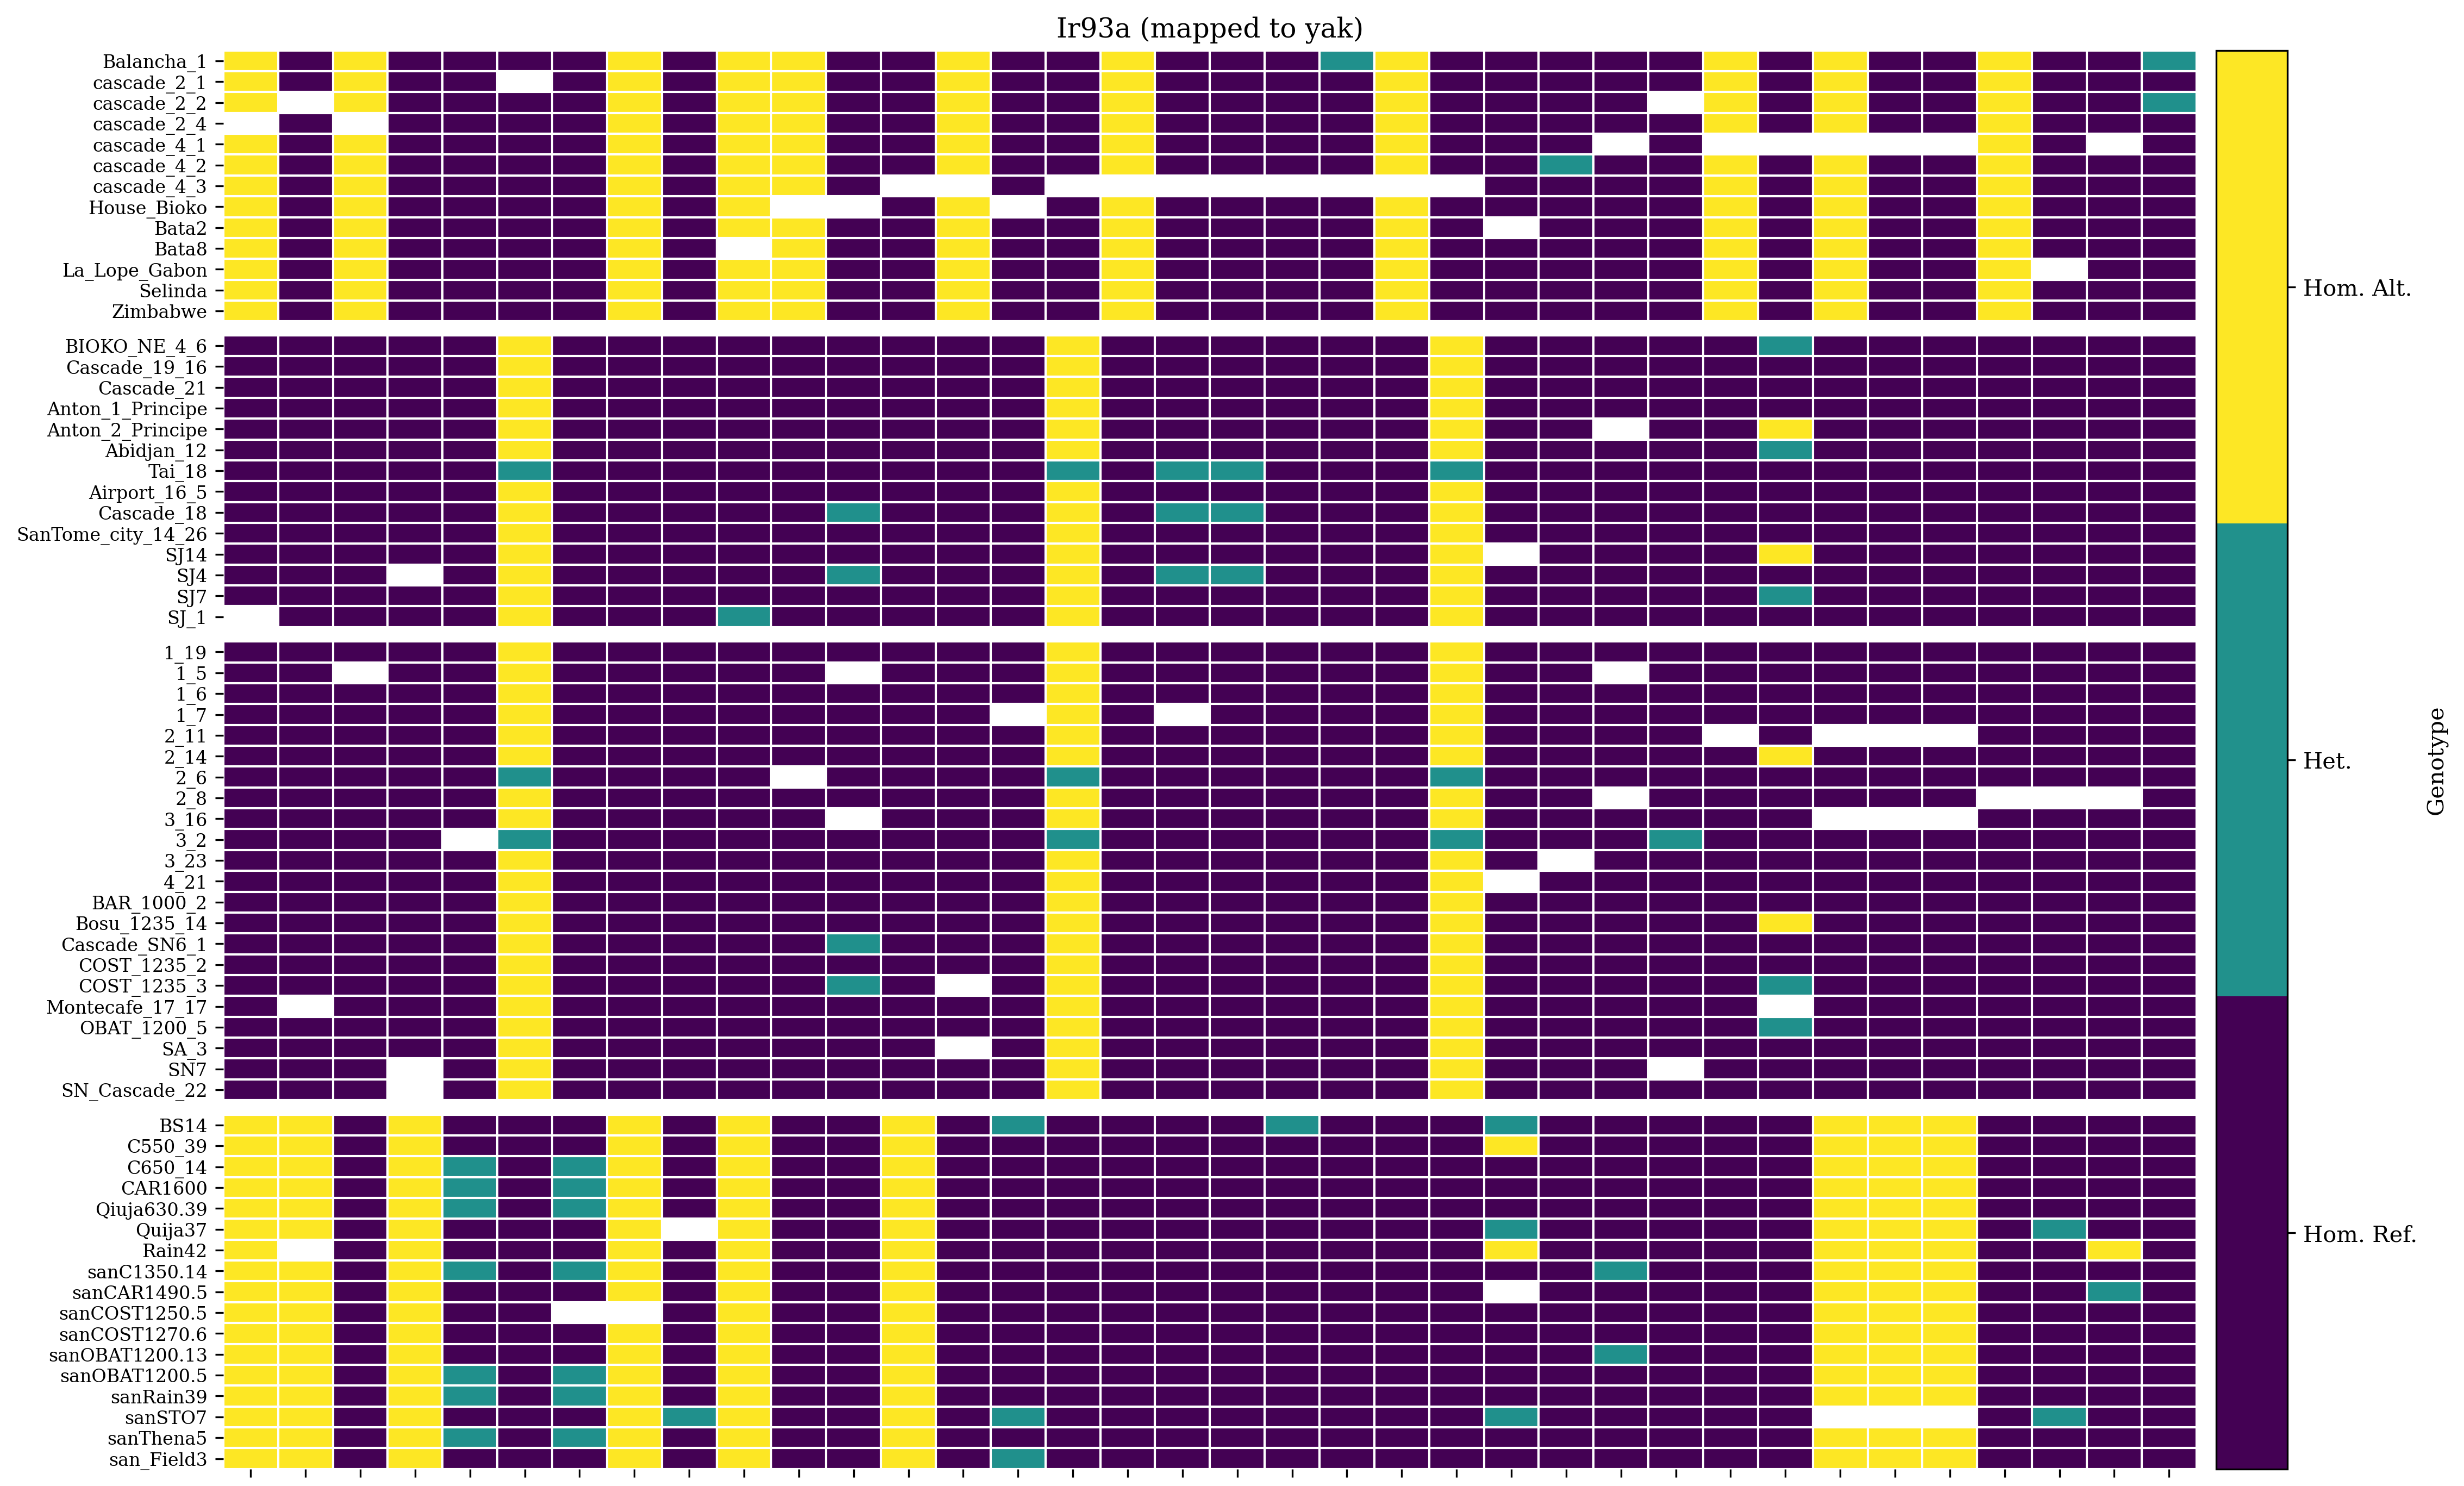 Ir93a (mapped to yak)
Balancha_1
cascade_2_1
cascade_2_2
cascade_2_4
cascade_4_1
cascade_4_2
cascade_4_3
House_Bioko
Bata2
Bata8
La_Lope_Gabon
Selinda
Zimbabwe
BIOKO_NE_4_6
Cascade_19_16
Cascade_21
Anton_1_Principe
Anton_2_Principe
Abidjan_12
Tai_18
Airport_16_5
Cascade_18
SanTome_city_14_26
SJ14
SJ4
SJ7
SJ_1
1_19
1_5
1_6
1_7
2_11
2_14
2_6
2_8
3_16
3_2
3_23
4_21
BAR_1000_2
Bosu_1235_14
Cascade_SN6_1
COST_1235_2
COST_1235_3
Montecafe_17_17
OBAT_1200_5
SA_3
SN7
SN_Cascade_22
BS14
C550_39
C650_14
CAR1600
Qiuja630.39
Quija37
Rain42
sanC1350.14
sanCAR1490.5
sanCOST1250.5
sanCOST1270.6
sanOBAT1200.13
sanOBAT1200.5
sanRain39
sanSTO7
sanThena5
san_Field3
Hom. Alt.
Het.
Hom. Ref.
Genotype